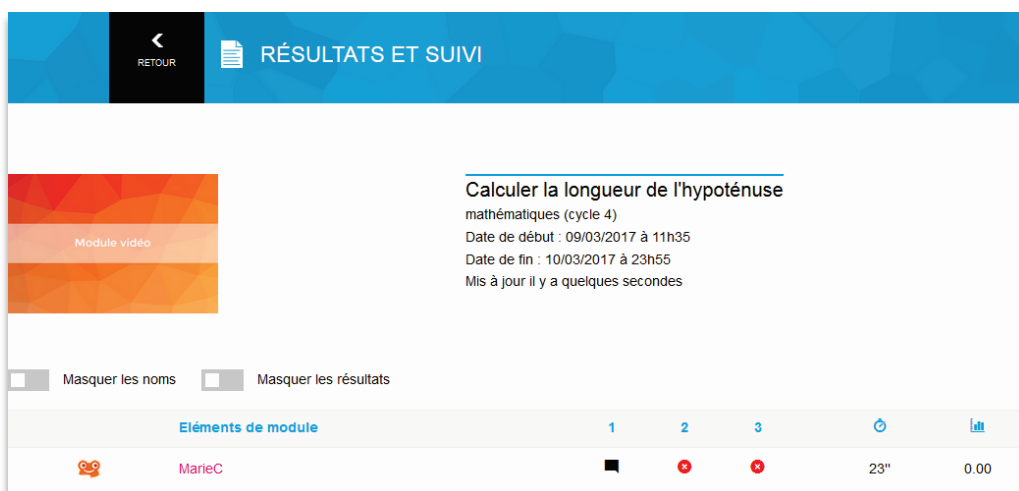 RETOUR
RÉSULTATS ET SUIVI
Module vidéo
Calculer la longueur de l'hypoténuse
mathématiques (cycle 4)
Date de début : 09/03/2017 à 11h35
Date de fin : 10/03/2017 à 23h55
Mis à jour il y a quelques secondes
Masquer les noms Masquer les résultats
Eléments de module 1 2 3
MarieC 23" 0.00